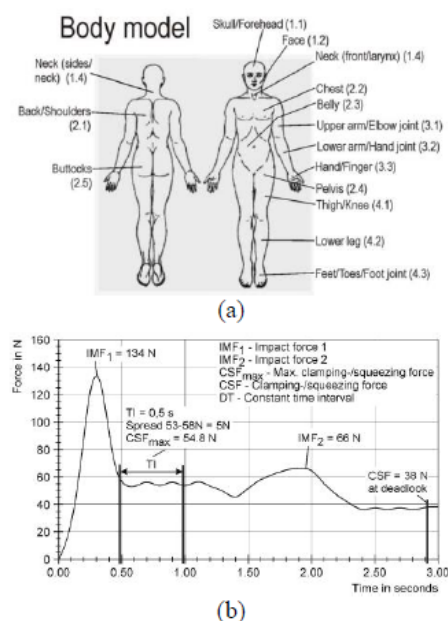 Body model
Skull/Forehead (1.1)
Face (1.2)
Neck (front/larynx) (1.4)
Neck (sides/
neck) (1.4)
Chest (2.2)
Belly (2.3)
Back/Shoulders
(2.1)
Upper arm/Elbow joint (3.1)
Lower arm/Hand joint (3.2)
Buttocks
(2.5)
Hand/Finger (3.3)
Pelvis (2.4)
Thigh/Knee (4.1)
Lower leg (4.2)
Feet/Toes/Foot joint (4.3)
(a)
Force in N
160
140
120
100
80
60
40
20
0
IMF1 = 134 N
IMF1 - Impact force 1
IMF2 - Impact force 2
CSFmax - Max. clamping-/squeezing force
CSF - Clamping-/squeezing force
DT - Constant time interval
TI = 0,5 s
Spread 53-58N = 5N
CSFmax = 54.8 N
TI
IMF2 = 66 N
CSF = 38 N
at deadlook
0.00 0.50 1.00 2.00 3.00
Time in seconds
(b)